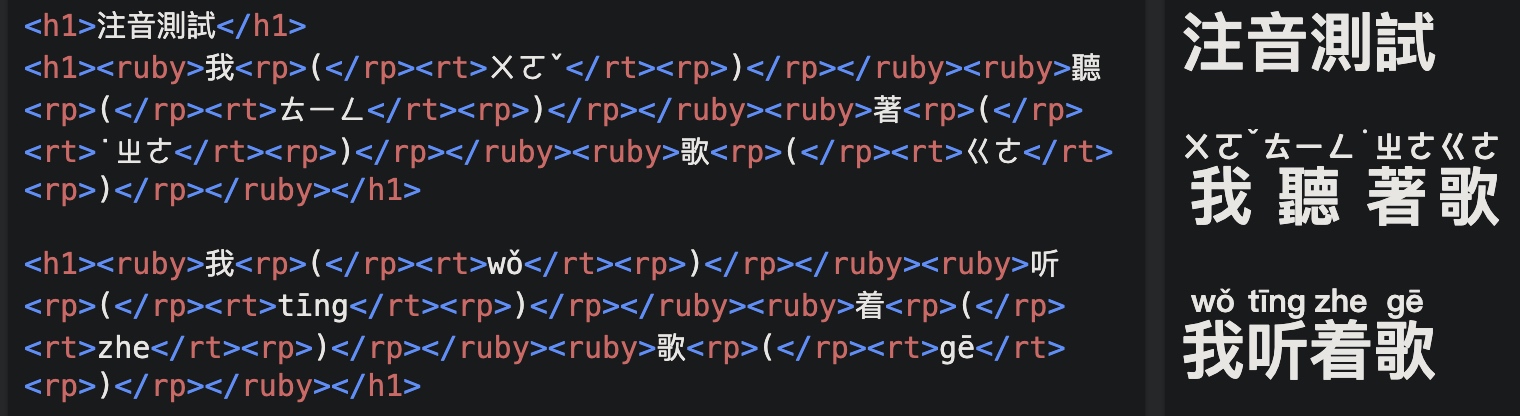 <h1>注音測試</h1>
<h1><ruby>我<rp>(</rp><rt>ㄨㄛˇ</rt><rp>)</rp></ruby><ruby>聽
<rp>(</rp><rt>ㄊㄧㄥ</rt><rp>)</rp></ruby><ruby>著<rp>(</rp>
<rt>˙ㄓㄜ</rt><rp>)</rp></ruby><ruby>歌<rp>(</rp><rt>ㄍㄜ</rt>
<rp>)</rp></ruby></h1>
<h1><ruby>我<rp>(</rp><rt>wǒ</rt><rp>)</rp></ruby><ruby>听
<rp>(</rp><rt>tīng</rt><rp>)</rp></ruby><ruby>着<rp>(</rp>
<rt>zhe</rt><rp>)</rp></ruby><ruby>歌<rp>(</rp><rt>gē</rt>
<rp>)</rp></ruby></h1>
注音測試
ㄨㄛˇㄊㄧㄥ˙ㄓㄜㄍㄜ
我聽著歌
wǒ tīng zhe gē
我听着歌